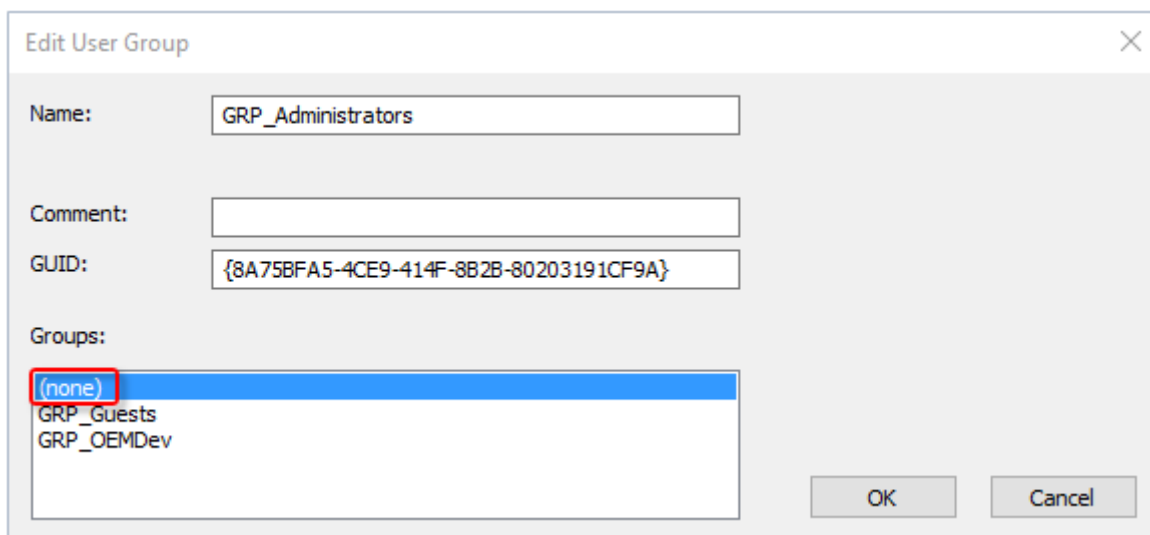 Edit User Group
Name: GRP_Administrators
Comment:
GUID: {8A75BFA5-4CE9-414F-8B2B-80203191CF9A}
Groups:
(none)
GRP_Guests
GRP_OEMDev
OK Cancel